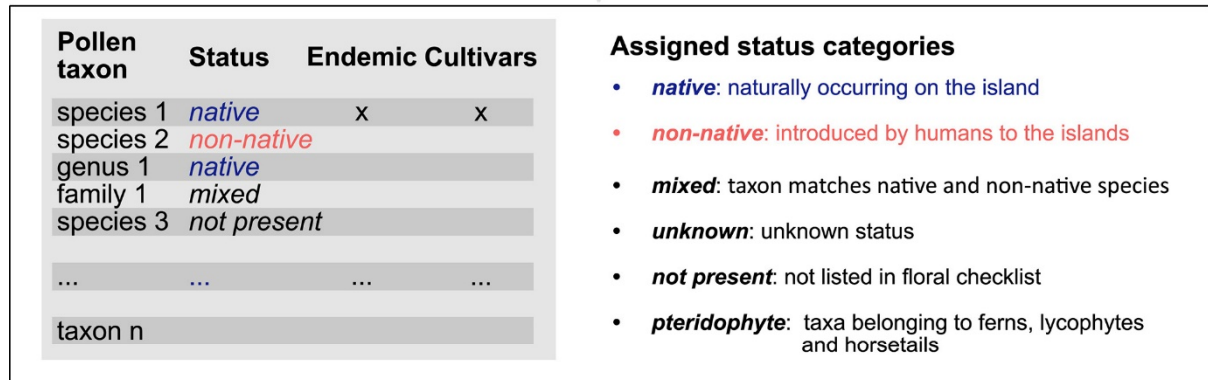 Pollen taxon Status Endemic Cultivars
species 1 native x x
species 2 non-native
genus 1 native
family 1 mixed
species 3 not present
... ... ... ...
taxon n
Assigned status categories
• native: naturally occurring on the island
• non-native: introduced by humans to the islands
• mixed: taxon matches native and non-native species
• unknown: unknown status
• not present: not listed in floral checklist
• pteridophyte: taxa belonging to ferns, lycophytes
and horsetails